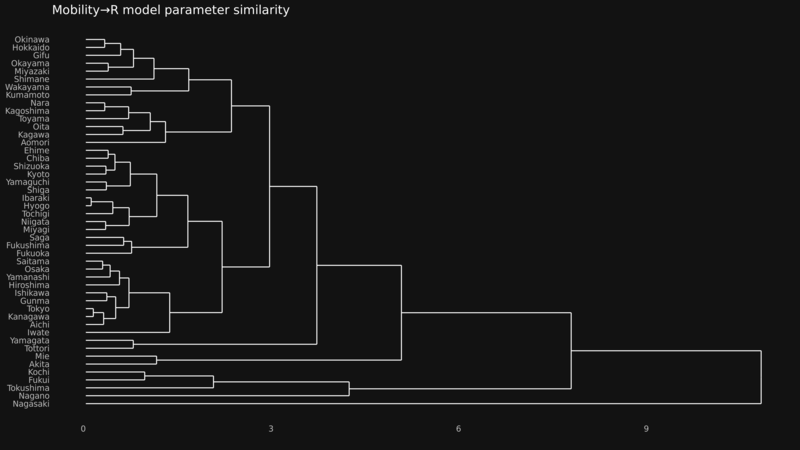 Mobility→R model parameter similarity
Okinawa
Hokkaido
Gifu
Okayama
Miyazaki
Shimane
Wakayama
Kumamoto
Nara
Kagoshima
Toyama
Oita
Kagawa
Aomori
Ehime
Chiba
Shizuoka
Kyoto
Yamaguchi
Shiga
Ibaraki
Hyogo
Tochigi
Niigata
Miyagi
Saga
Fukushima
Fukuoka
Saitama
Osaka
Yamanashi
Hiroshima
Ishikawa
Gunma
Tokyo
Kanagawa
Aichi
Iwate
Yamagata
Tottori
Mie
Akita
Kochi
Fukui
Tokushima
Nagano
Nagasaki
0 3 6 9